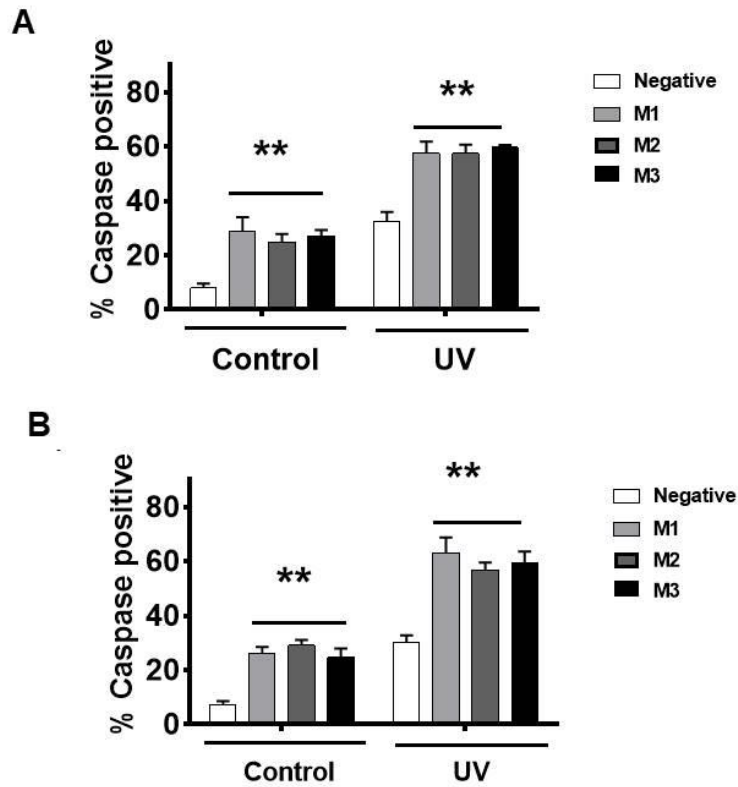 A
% Caspase positive
80
60
40
20
0
**
**
Control
UV
Negative
M1
M2
M3
B
% Caspase positive
80
60
40
20
0
**
**
Control
UV
Negative
M1
M2
M3